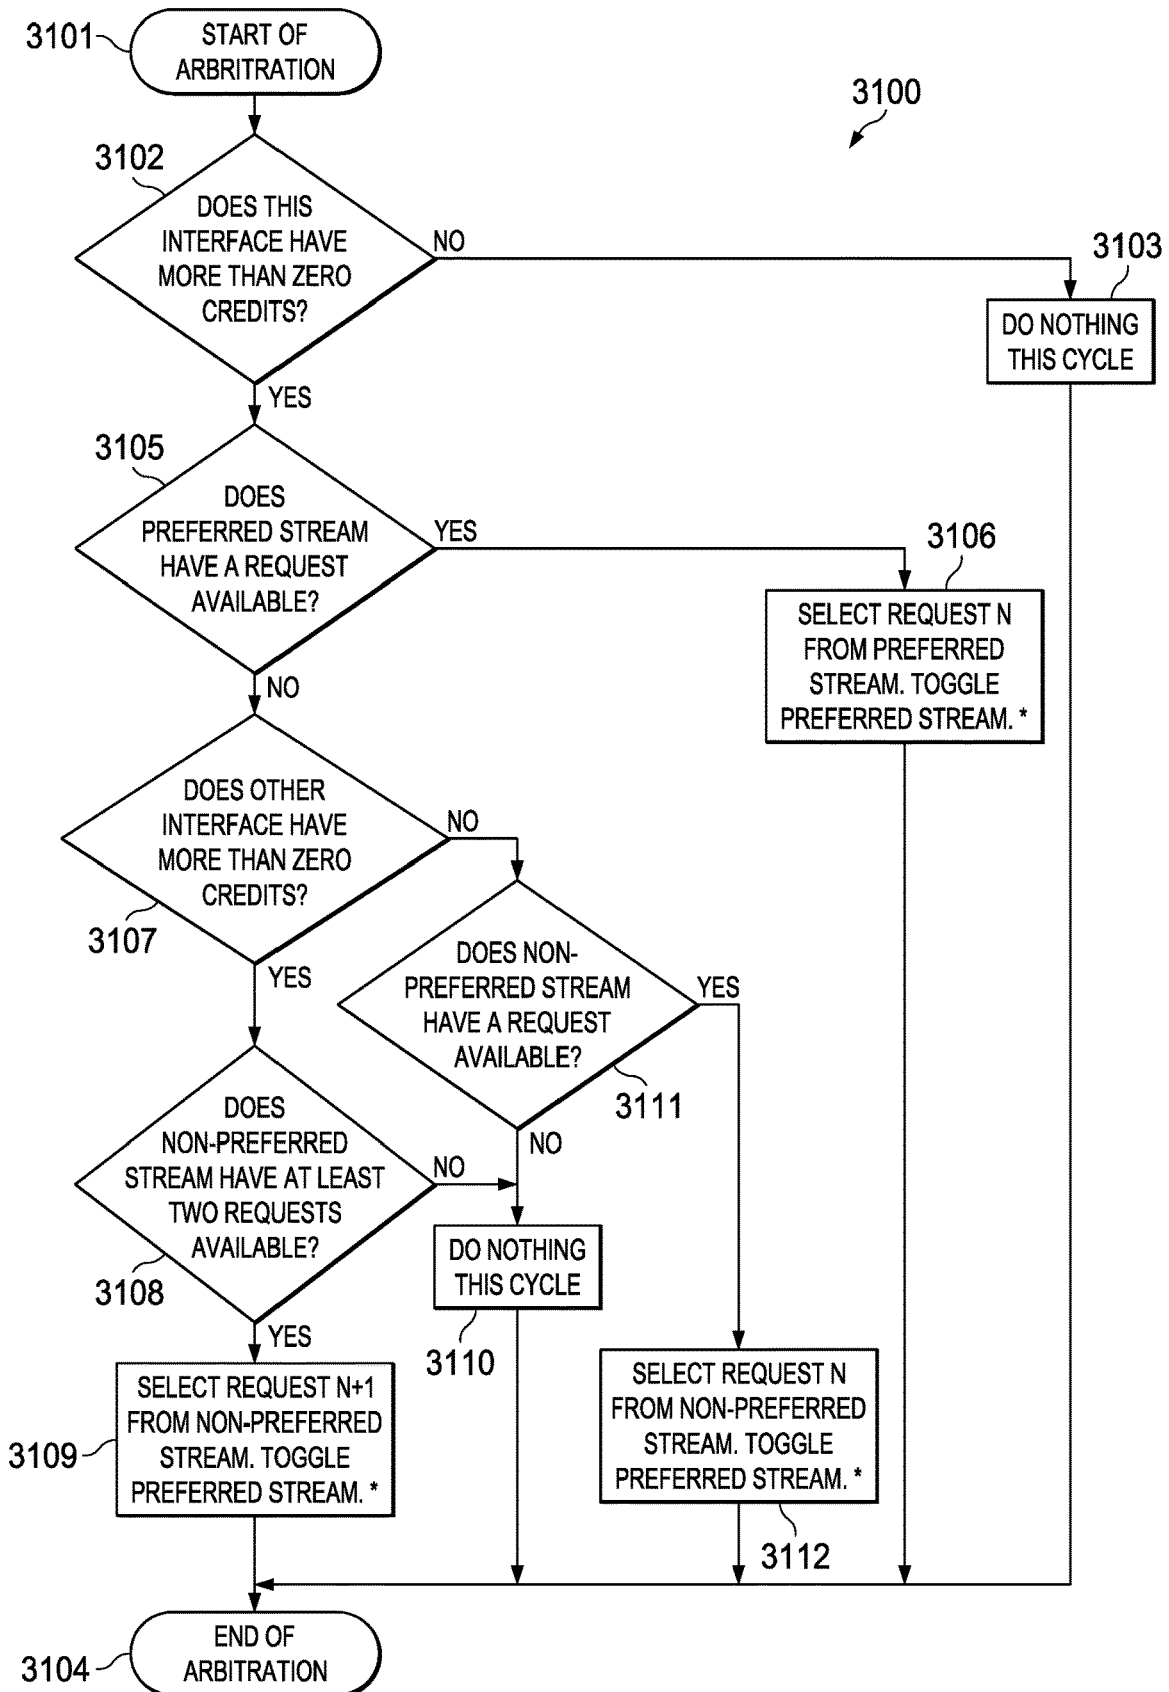 3101
START OF
ARBRITRATION
3100
3102
DOES THIS
INTERFACE HAVE
MORE THAN ZERO
CREDITS?
NO
YES
3103
DO NOTHING
THIS CYCLE
3105
DOES
PREFERRED STREAM
HAVE A REQUEST
AVAILABLE?
YES
NO
3106
SELECT REQUEST N
FROM PREFERRED
STREAM. TOGGLE
PREFERRED STREAM. *
DOES OTHER
INTERFACE HAVE
MORE THAN ZERO
CREDITS?
NO
3107
YES
DOES NON-
PREFERRED STREAM
HAVE A REQUEST
AVAILABLE?
YES
3111
NO
DOES
NON-PREFERRED
STREAM HAVE AT LEAST
TWO REQUESTS
AVAILABLE?
NO
3108
YES
DO NOTHING
THIS CYCLE
3110
SELECT REQUEST N+1
FROM NON-PREFERRED
STREAM. TOGGLE
PREFERRED STREAM. *
3109
SELECT REQUEST N
FROM NON-PREFERRED
STREAM. TOGGLE
PREFERRED STREAM. *
3112
END OF
ARBITRATION
3104